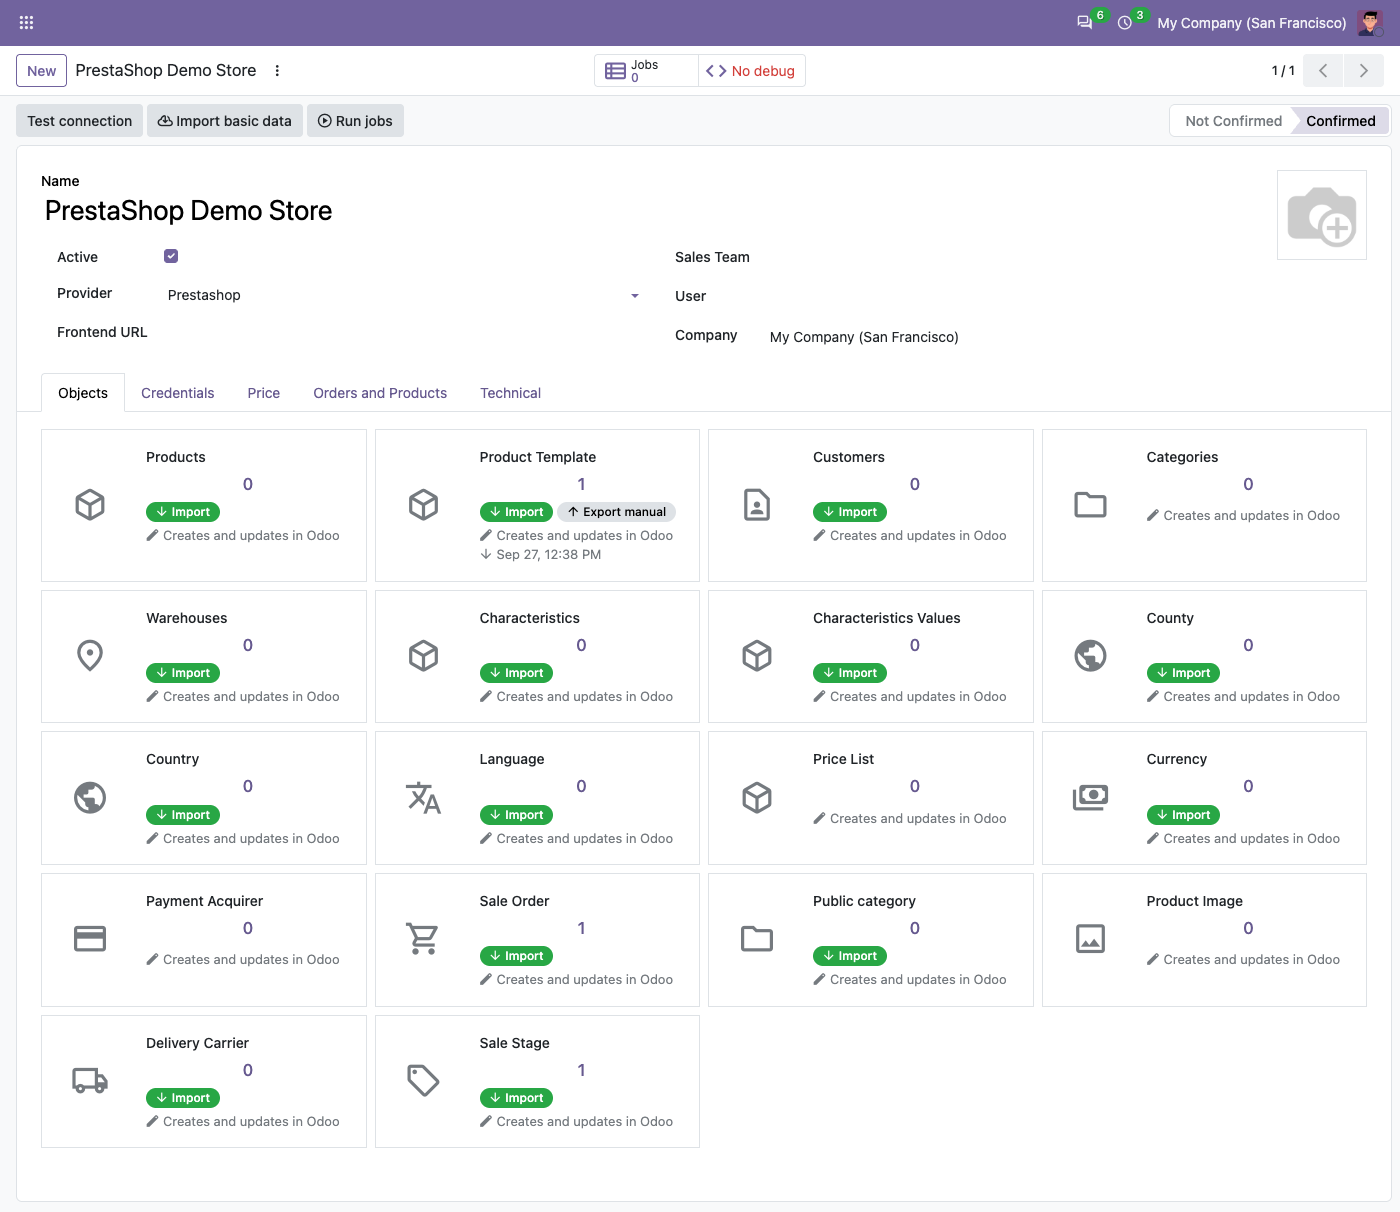 6
3
My Company (San Francisco)
New
PrestaShop Demo Store
Jobs
0
No debug
1 / 1
Test connection
Import basic data
Run jobs
Not Confirmed
Confirmed
Name
PrestaShop Demo Store
Active
Provider
Prestashop
Frontend URL
Sales Team
User
Company
My Company (San Francisco)
Objects
Credentials
Price
Orders and Products
Technical
Products
0
Import
Creates and updates in Odoo
Product Template
1
Import
Export manual
Creates and updates in Odoo
Sep 27, 12:38 PM
Customers
0
Import
Creates and updates in Odoo
Categories
0
Creates and updates in Odoo
Warehouses
0
Import
Creates and updates in Odoo
Characteristics
0
Import
Creates and updates in Odoo
Characteristics Values
0
Import
Creates and updates in Odoo
County
0
Import
Creates and updates in Odoo
Country
0
Import
Creates and updates in Odoo
Language
0
Import
Creates and updates in Odoo
Price List
0
Creates and updates in Odoo
Currency
0
Import
Creates and updates in Odoo
Payment Acquirer
0
Creates and updates in Odoo
Sale Order
1
Import
Creates and updates in Odoo
Public category
0
Import
Creates and updates in Odoo
Product Image
0
Creates and updates in Odoo
Delivery Carrier
0
Import
Creates and updates in Odoo
Sale Stage
1
Import
Creates and updates in Odoo